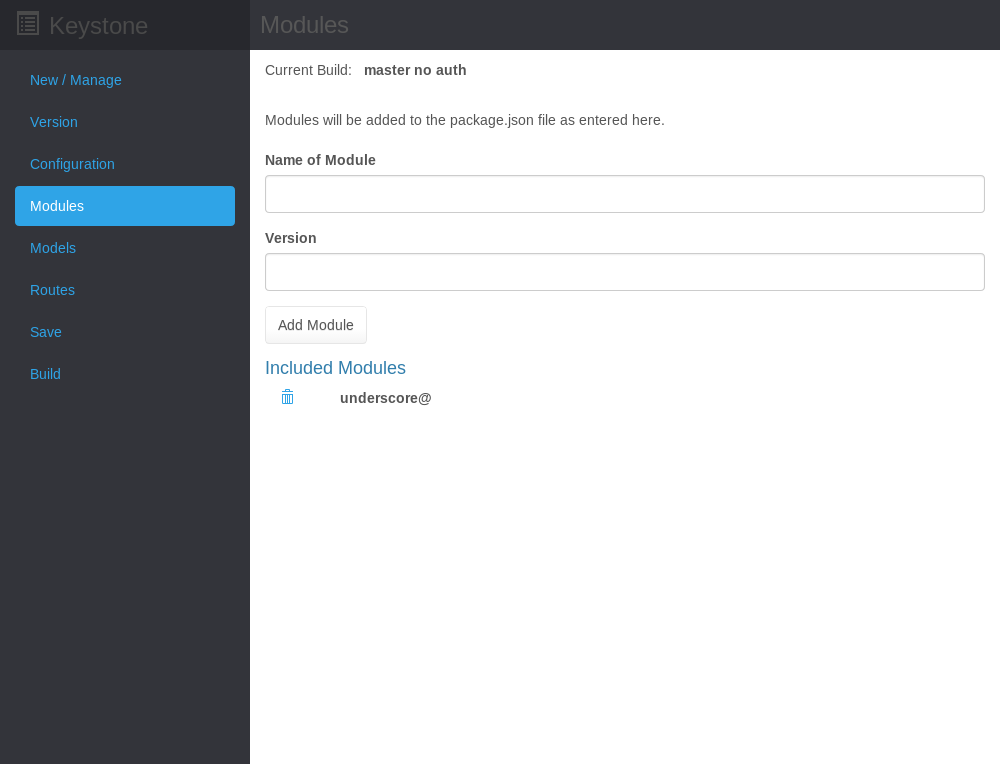 Keystone
Modules
New / Manage
Version
Configuration
Modules
Models
Routes
Save
Build
Current Build: master no auth
Modules will be added to the package.json file as entered here.
Name of Module
Version
Add Module
Included Modules
underscore@